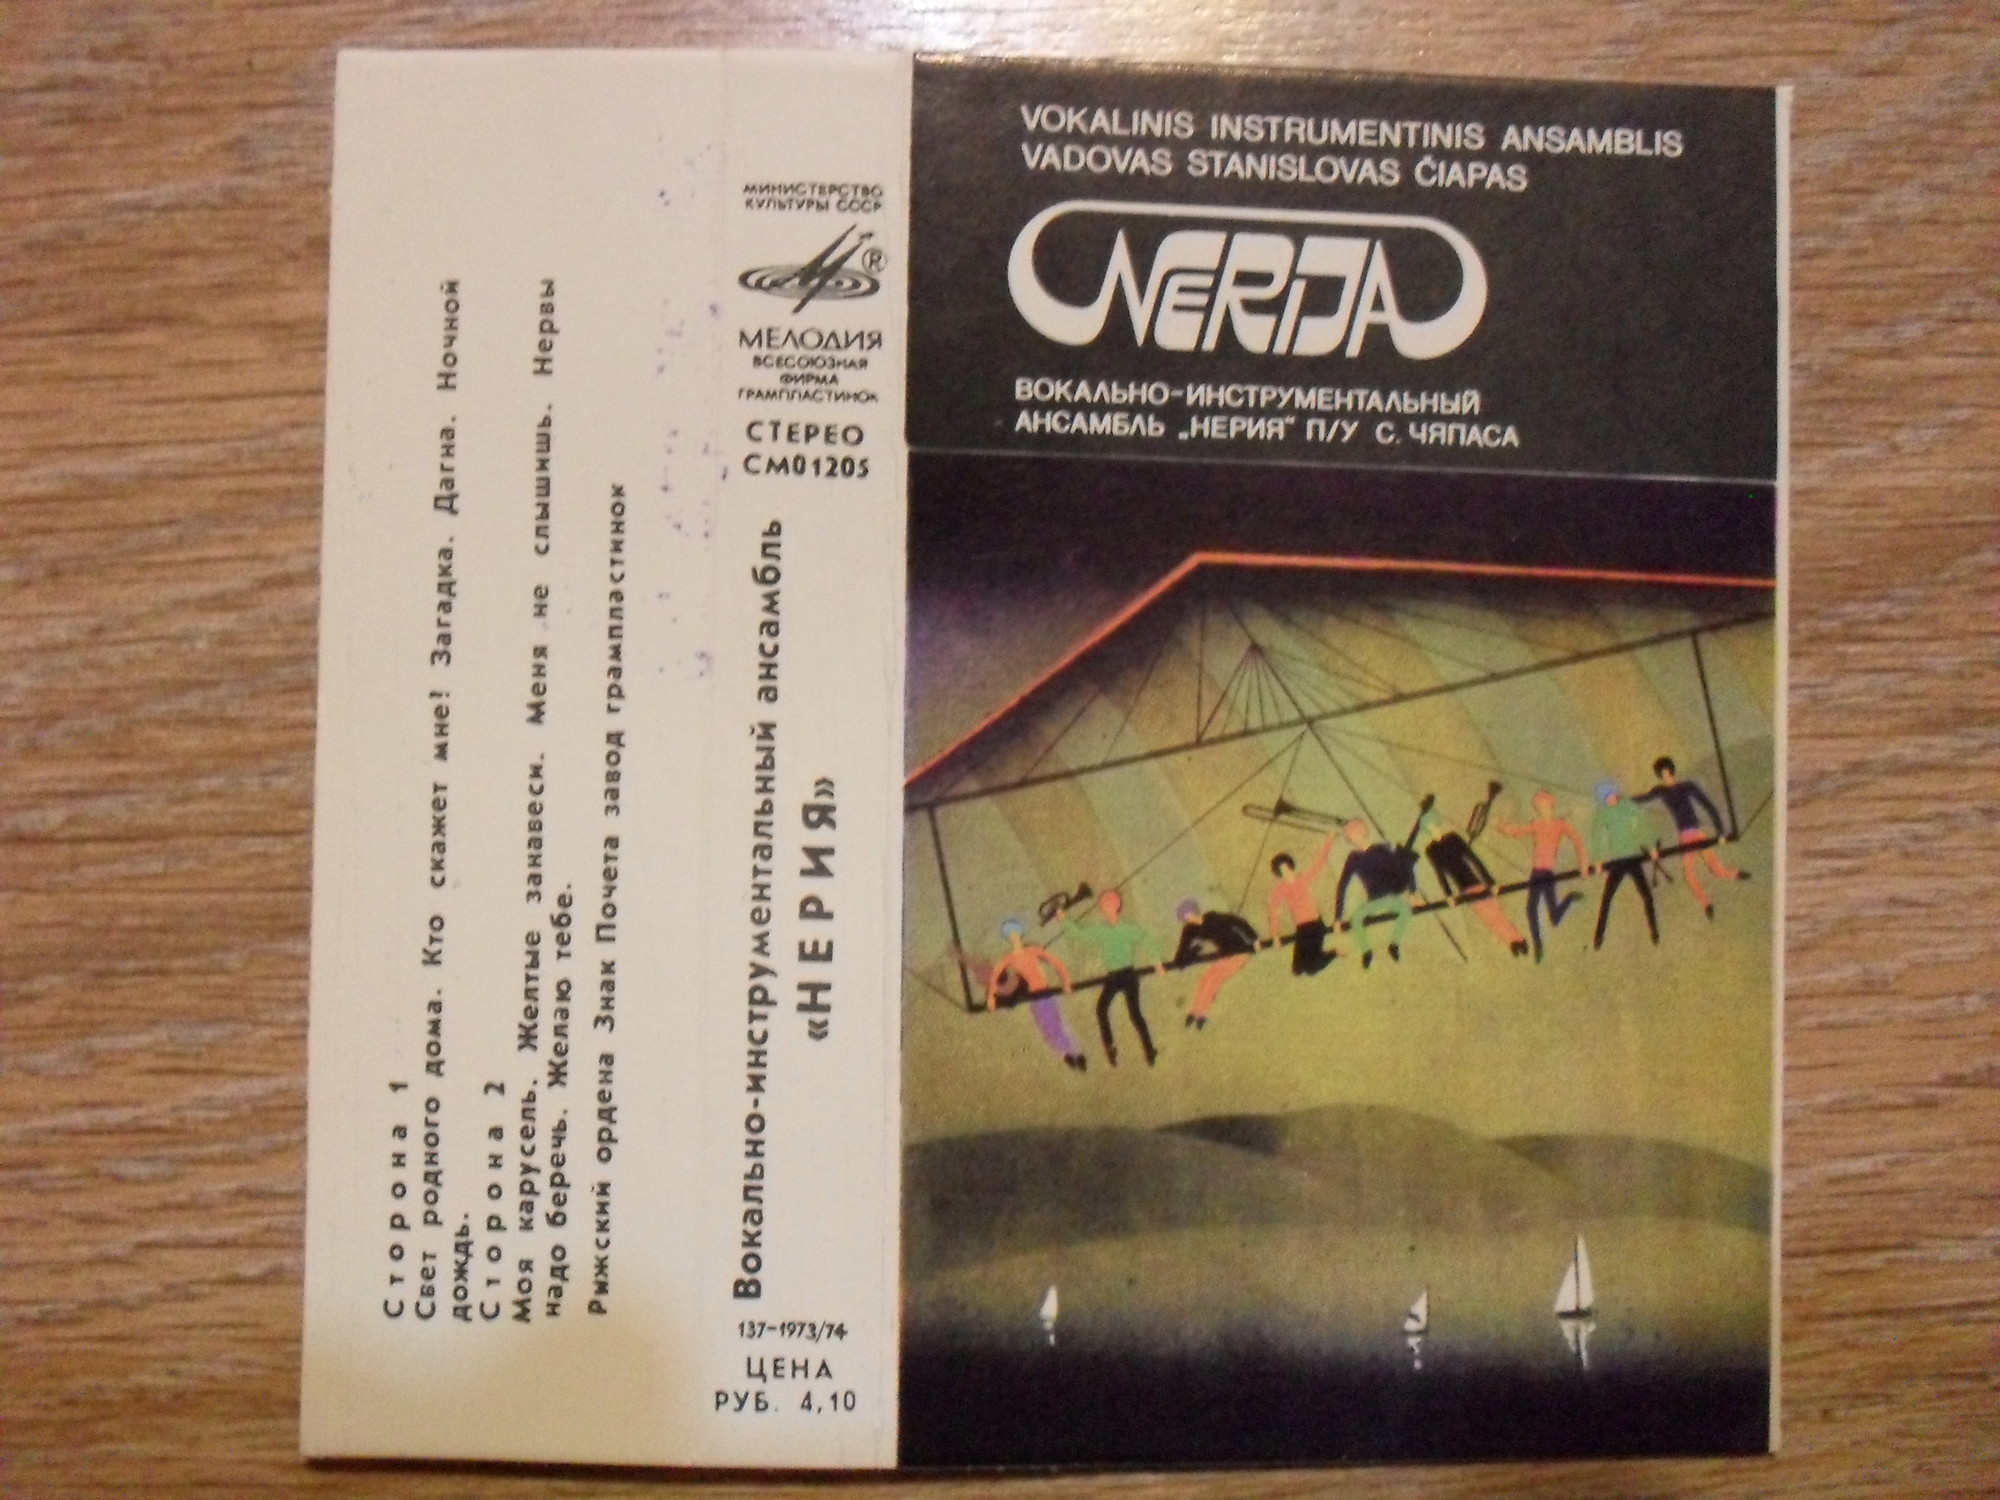 Сторона 1
Свет родного дома. Кто скажет мне! Загадка. Дагна. Ночной
дождь.
Сторона 2
Моя карусель. Желтые занавеси. Меня не слышишь. Нервы
надо беречь. Желаю тебе.
Рижский ордена Знак Почета завод грампластинок
МИНИСТЕРСТВО
КУЛЬТУРЫ СССР
®
МЕЛОДИЯ
ВСЕСОЮЗНАЯ
ФИРМА
ГРАМПЛАСТИНОК
СТЕРЕО
СМ01205
Вокально-инструментальный ансамбль
«НЕРИЯ»
137-1973/74
ЦЕНА
РУБ. 4,10
VOKALINIS INSTRUMENTINIS ANSAMBLIS
VADOVAS STANISLOVAS ČIAPAS
NERIJA
ВОКАЛЬНО-ИНСТРУМЕНТАЛЬНЫЙ
АНСАМБЛЬ „НЕРИЯ“ П/У С. ЧЯПАСА